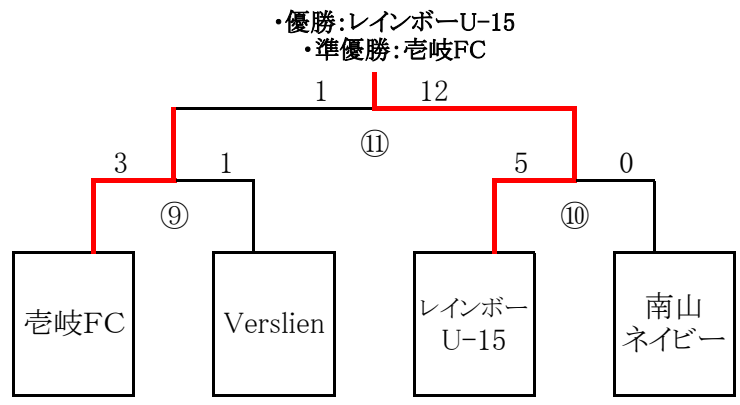 ・優勝：レインボーU-15
・準優勝：壱岐FC
1 12
⑪
3 1 5 0
⑨ ⑩
壱岐FC
Verslien
レインボー
U-15
南山
ネイビー